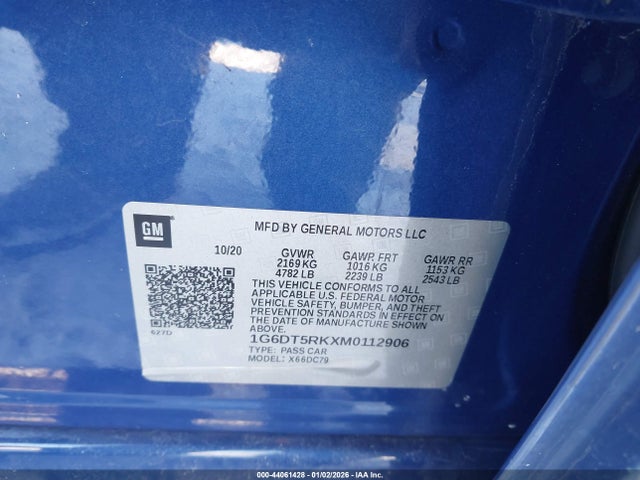 GM
MFD BY GENERAL MOTORS LLC
10/20 GVWR GAWR FRT GAWR RR
2169 KG 1016 KG 1153 KG
4782 LB 2239 LB 2543 LB
THIS VEHICLE CONFORMS TO ALL
APPLICABLE U.S. FEDERAL MOTOR
VEHICLE SAFETY, BUMPER, AND THEFT
PREVENTION STANDARDS IN EFFECT ON
THE DATE OF MANUFACTURE SHOWN
ABOVE.
627D
1G6DT5RKXM0112906
TYPE: PASS CAR
MODEL: X66DC79
000-44061428 - 01/02/2026 - IAAI Inc.